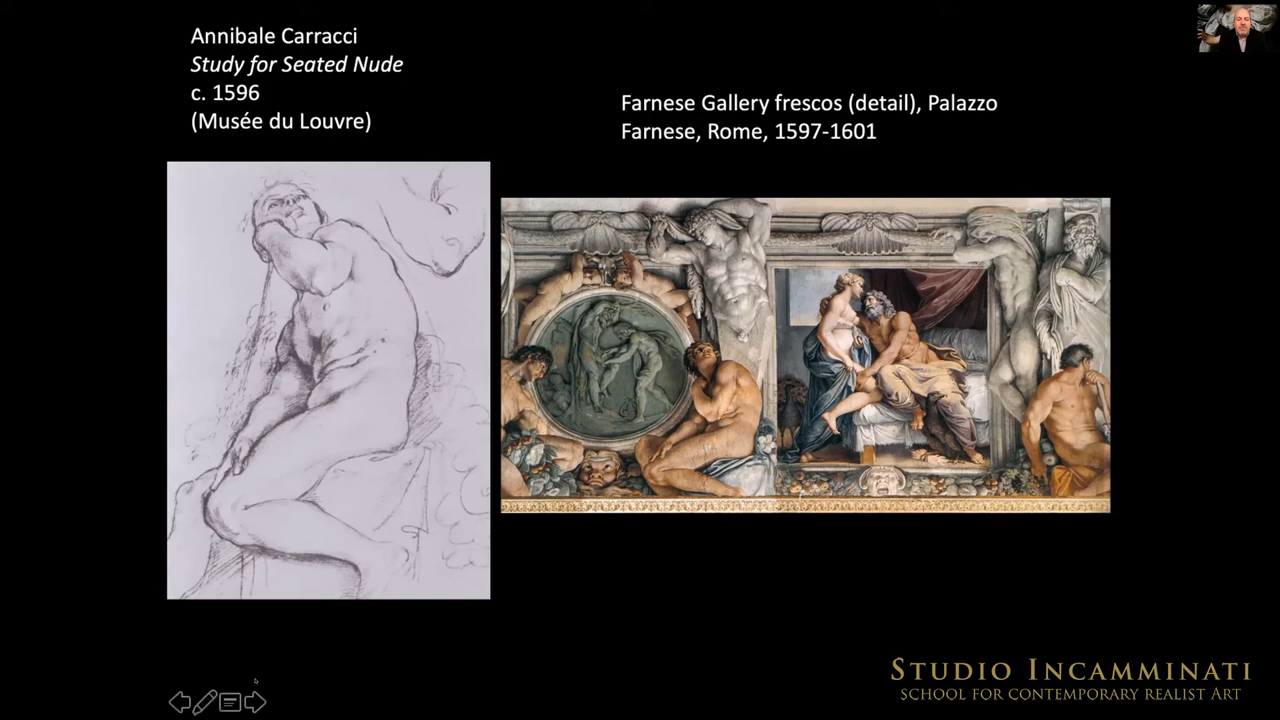 Annibale Carracci
Study for Seated Nude
c. 1596
(Musée du Louvre)
Farnese Gallery frescos (detail), Palazzo
Farnese, Rome, 1597-1601
STUDIO INCAMMINATI
SCHOOL FOR CONTEMPORARY REALIST ART